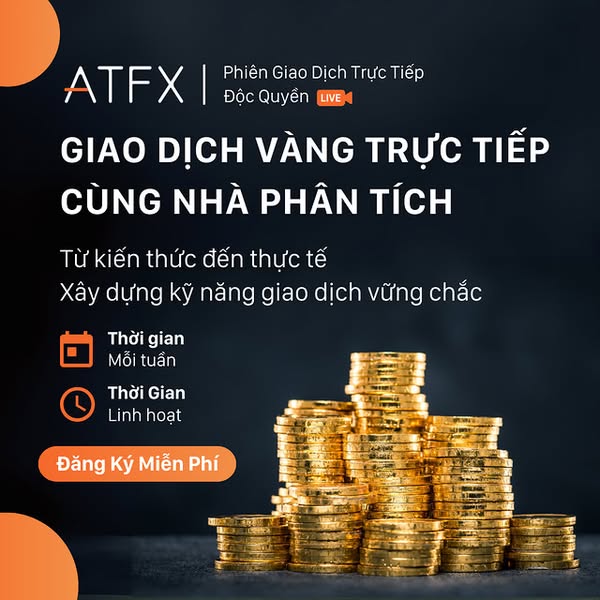 ATFX
Phiên Giao Dịch Trực Tiếp
Độc Quyền LIVE
GIAO DỊCH VÀNG TRỰC TIẾP
CÙNG NHÀ PHÂN TÍCH
Từ kiến thức đến thực tế
Xây dựng kỹ năng giao dịch vững chắc
Thời gian
Mỗi tuần
Thời Gian
Linh hoạt
Đăng Ký Miễn Phí